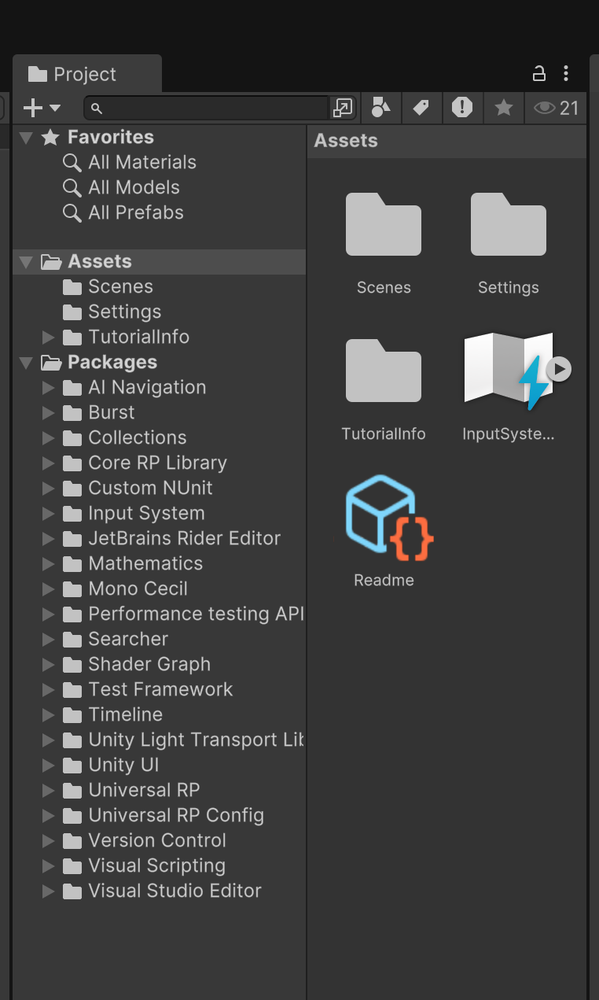 Project
21
Favorites
All Materials
All Models
All Prefabs
Assets
Scenes
Settings
TutorialInfo
Packages
AI Navigation
Burst
Collections
Core RP Library
Custom NUnit
Input System
JetBrains Rider Editor
Mathematics
Mono Cecil
Performance testing API
Searcher
Shader Graph
Test Framework
Timeline
Unity Light Transport Lib
Unity UI
Universal RP
Universal RP Config
Version Control
Visual Scripting
Visual Studio Editor
Assets
Scenes
Settings
TutorialInfo
InputSyste...
Readme